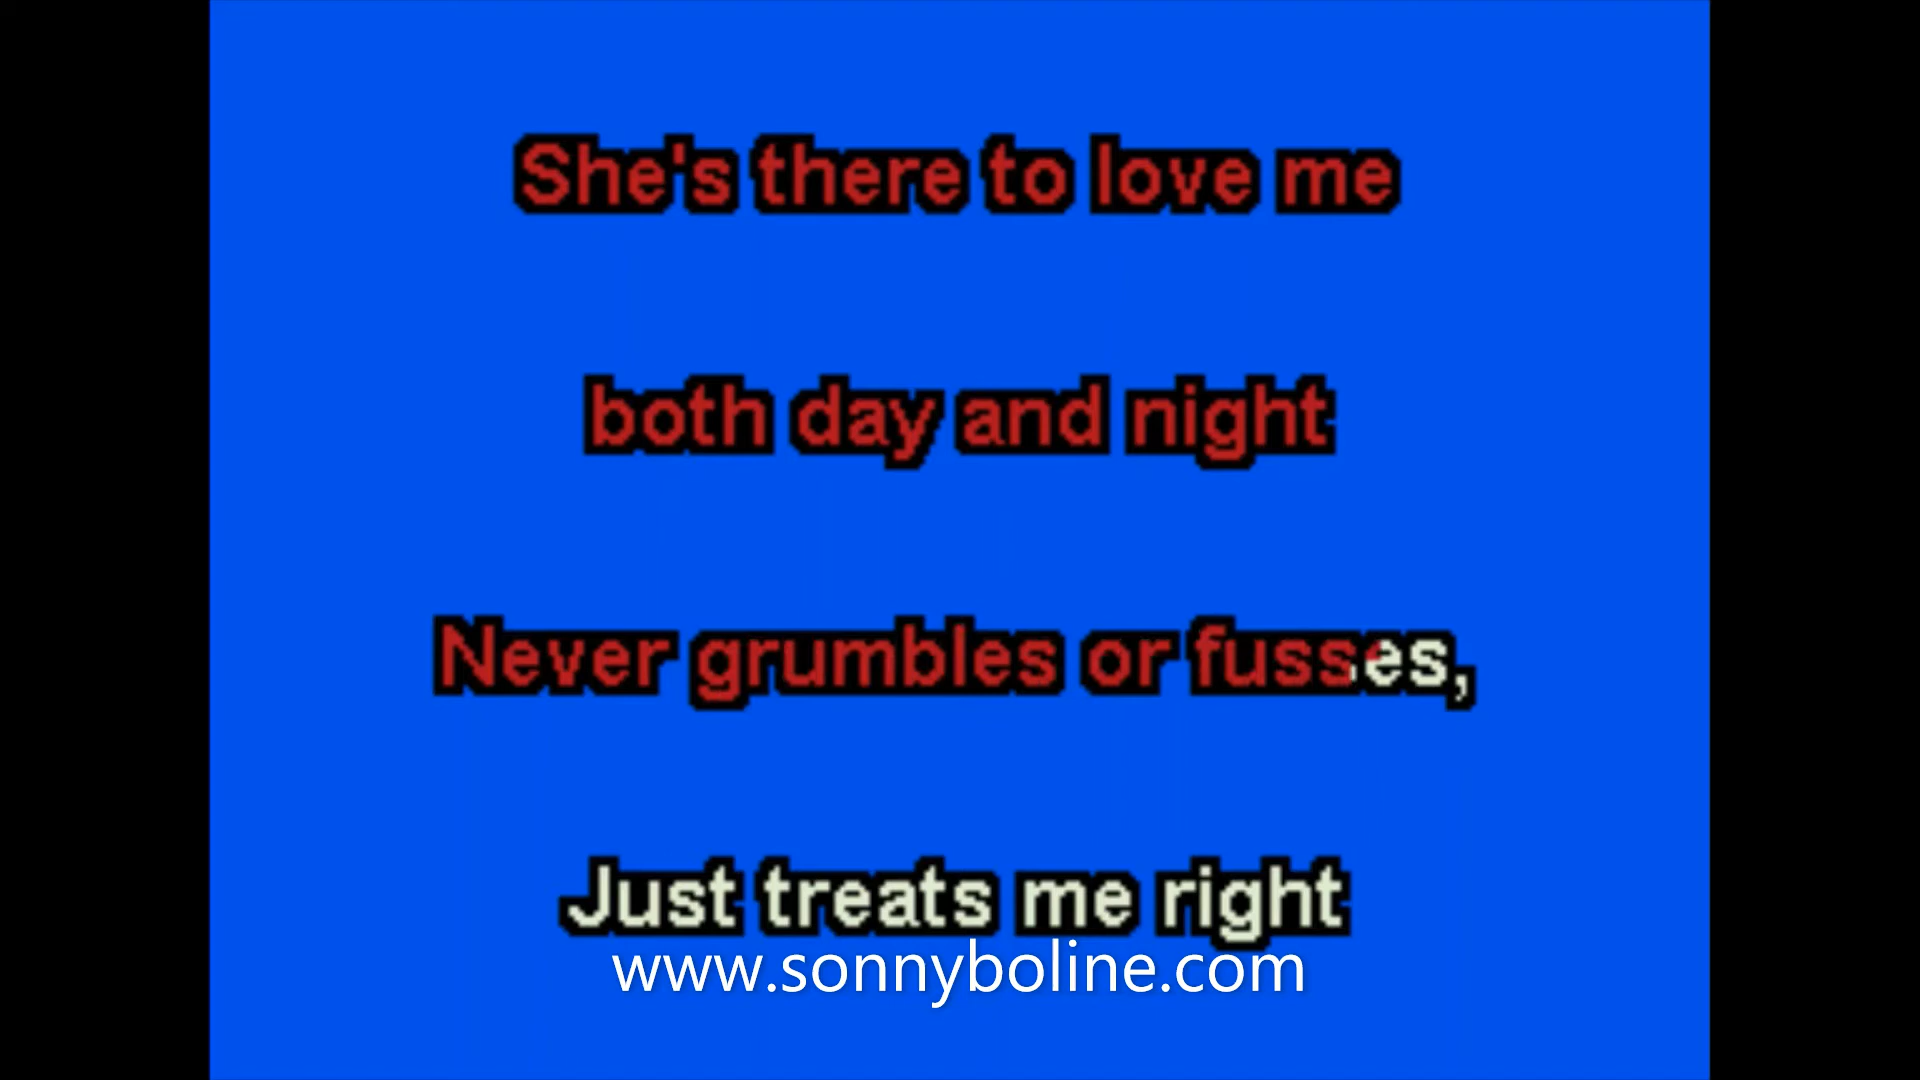 She's there to love me
both day and night
Never grumbles or fusses,
Just treats me right
www.sonnyboline.com